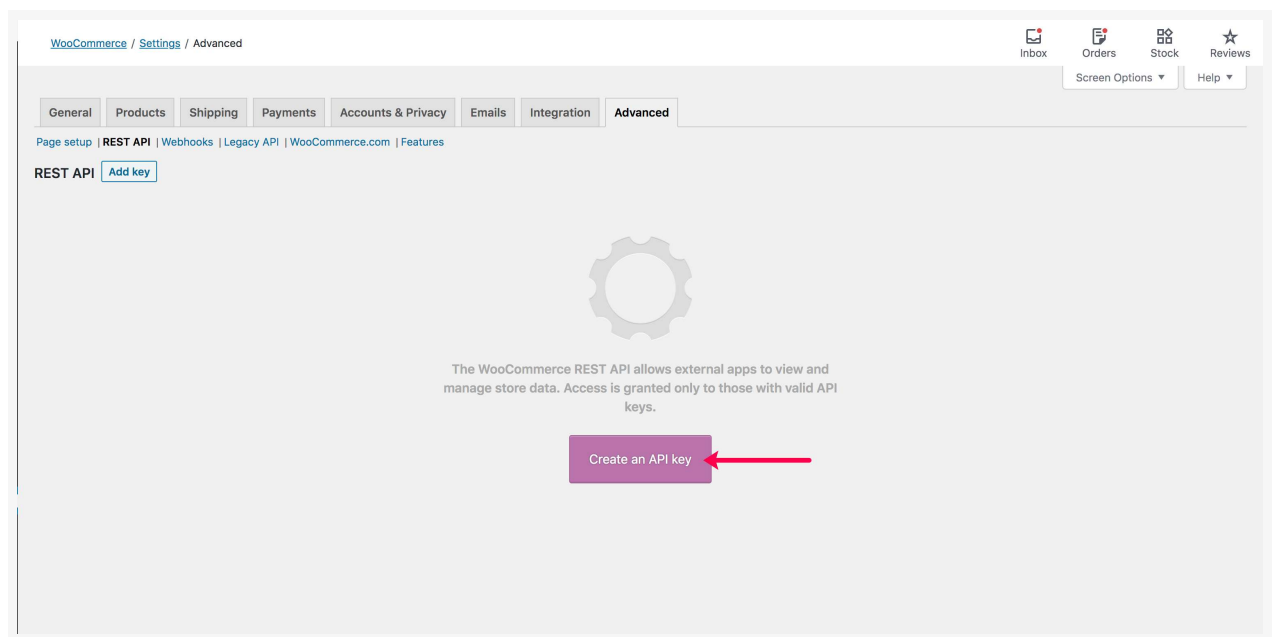 WooCommerce / Settings / Advanced
Inbox Orders Stock Reviews
Screen Options ▼ Help ▼
General Products Shipping Payments Accounts & Privacy Emails Integration Advanced
Page setup | REST API | Webhooks | Legacy API | WooCommerce.com | Features
REST API Add key
The WooCommerce REST API allows external apps to view and
manage store data. Access is granted only to those with valid API
keys.
Create an API key